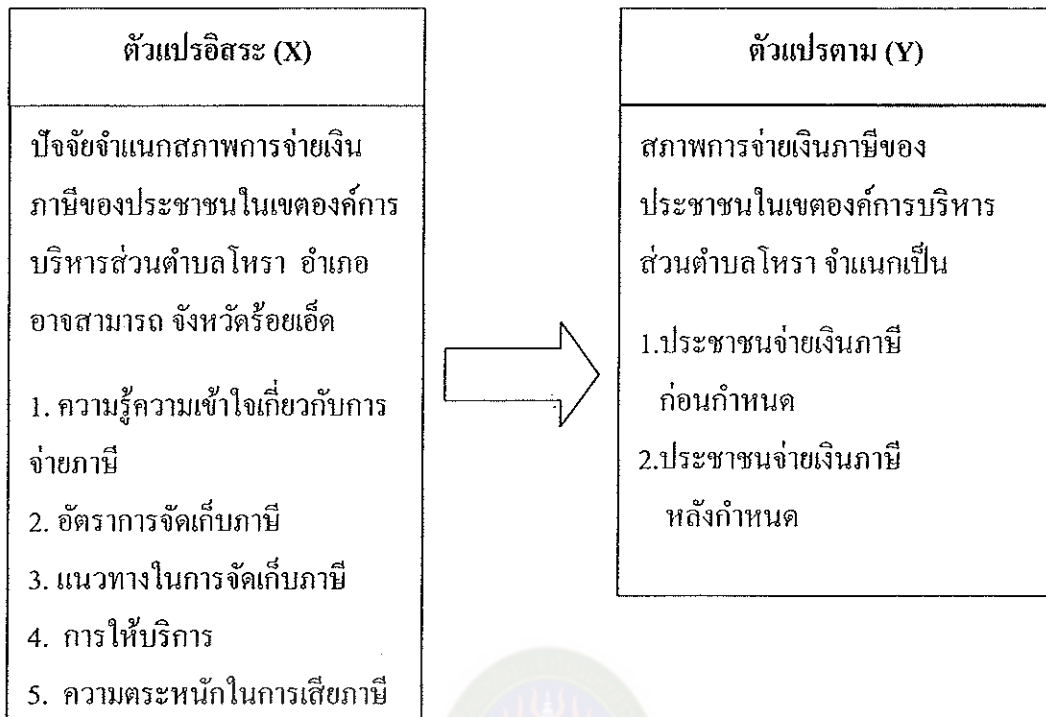 ตัวแปรอิสระ (X)
ปัจจัยจำแนกสภาพการจ่ายเงิน
ภาษีของประชาชนในเขตองค์การ
บริหารส่วนตำบลโหรา อำเภอ
อาจสามารถ จังหวัดร้อยเอ็ด
1. ความรู้ความเข้าใจเกี่ยวกับการ
จ่ายภาษี
2. อัตราการจัดเก็บภาษี
3. แนวทางในการจัดเก็บภาษี
4. การให้บริการ
5. ความตระหนักในการเสียภาษี
ตัวแปรตาม (Y)
สภาพการจ่ายเงินภาษีของ
ประชาชนในเขตองค์การบริหาร
ส่วนตำบลโหรา จำแนกเป็น
1.ประชาชนจ่ายเงินภาษี
ก่อนกำหนด
2.ประชาชนจ่ายเงินภาษี
หลังกำหนด